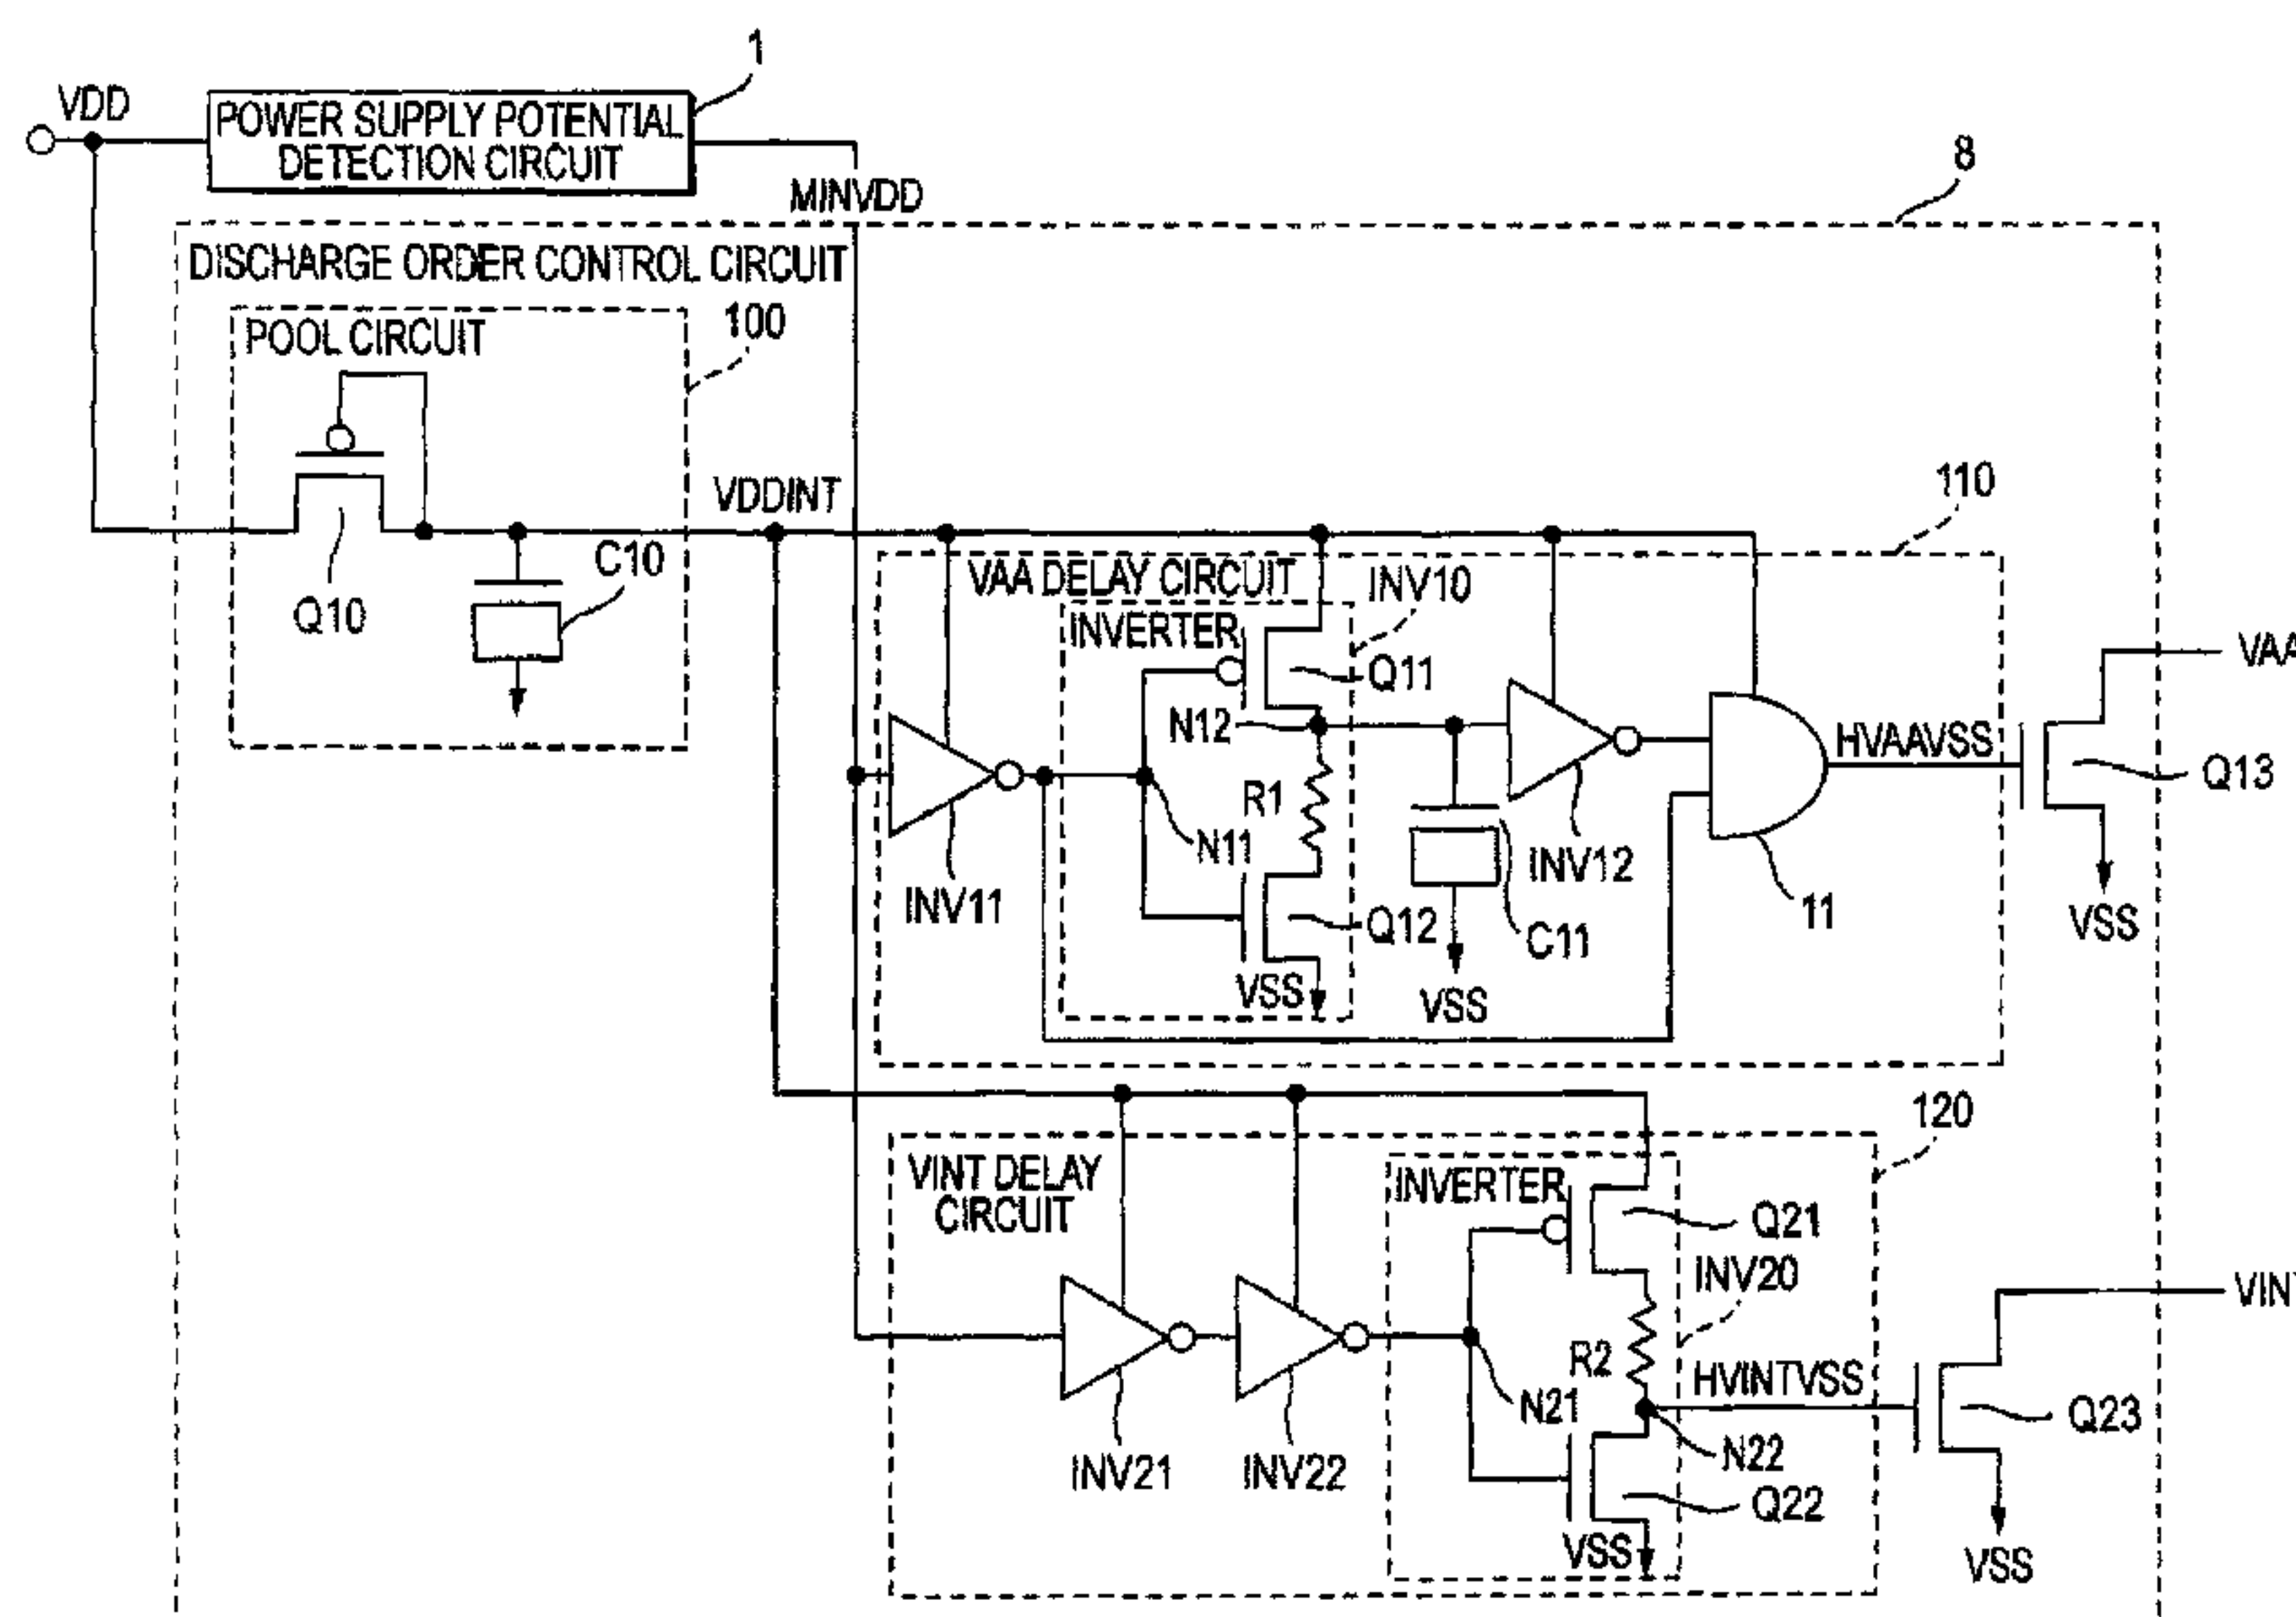 1
VDD
POWER SUPPLY POTENTIAL
DETECTION CIRCUIT
MINVDD
8
DISCHARGE ORDER CONTROL CIRCUIT
100
POOL CIRCUIT
VDDINT
110
C10
Q10
VAA DELAY CIRCUIT
INV10
INVERTER
Q11
VAA
N12
HVAAVSS
Q13
R1
N11
INV12
INV11
Q12
C11
11
VSS
VSS
VSS
120
VINT DELAY
CIRCUIT
INVERTER
Q21
INV20
VINT
R2
HVINTVSS
N21
Q23
N22
INV21
INV22
Q22
VSS
VSS